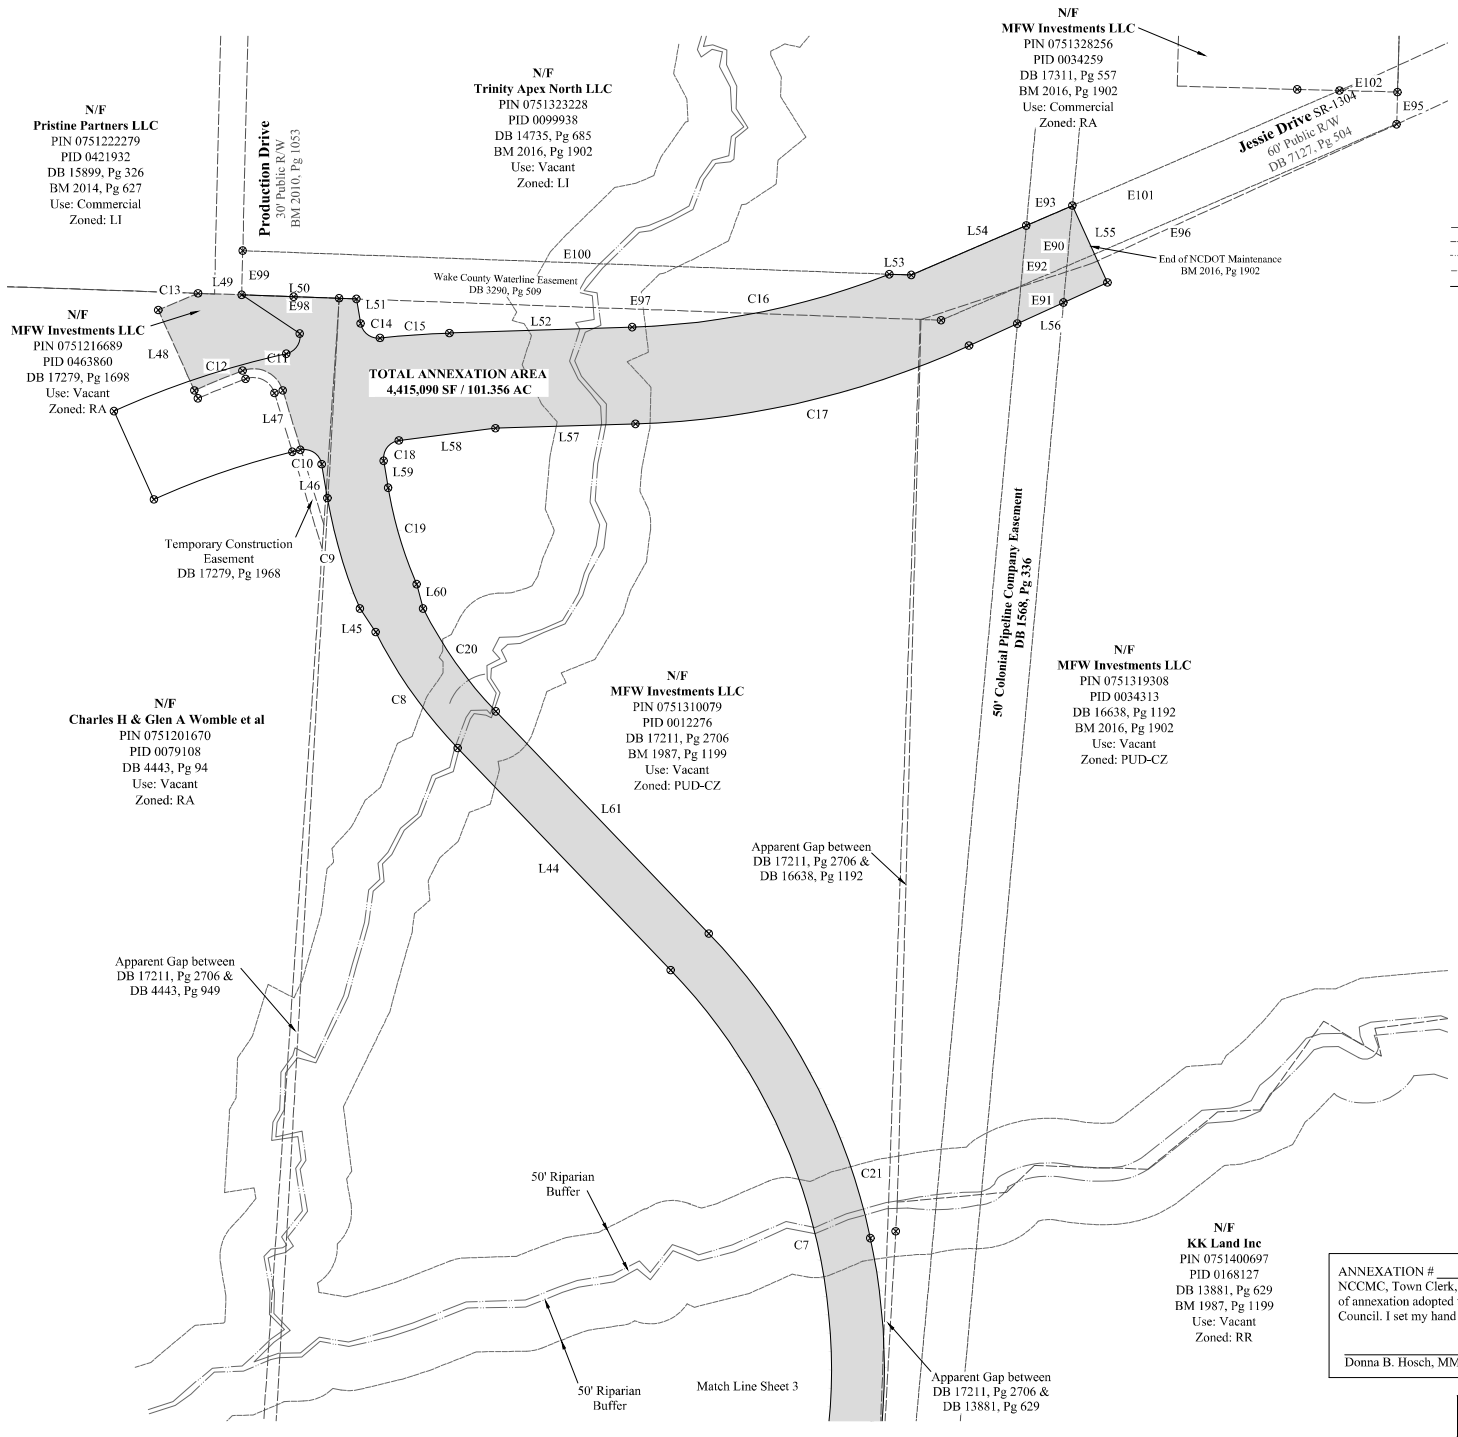 N/F
MFW Investments LLC
PIN 0751328256
PID 0034259
DB 17311, Pg 557
BM 2016, Pg 1902
Use: Commercial
Zoned: RA
N/F
Trinity Apex North LLC
PIN 0751323228
PID 0099938
DB 14735, Pg 685
BM 2016, Pg 1902
Use: Vacant
Zoned: LI
N/F
Pristine Partners LLC
PIN 0751222279
PID 0421932
DB 15899, Pg 326
BM 2014, Pg 627
Use: Commercial
Zoned: LI
Production Drive
30' Public R/W
BM 2010, Pg 1053
E102
E95
Jessie Drive SR-1304
60' Public R/W
DB 7127, Pg 504
E101
E93
L54
E90
L55
E96
E92
End of NCDOT Maintenance
BM 2016, Pg 1902
E91
L56
E100
L53
Wake County Waterline Easement
DB 3290, Pg 509
E99
L49
C13
L50
E98
L51
E97
C16
C14
C15
L52
N/F
MFW Investments LLC
PIN 0751216689
PID 0463860
DB 17279, Pg 1698
Use: Vacant
Zoned: RA
L48
C12
C11
TOTAL ANNEXATION AREA
4,415,090 SF / 101.356 AC
L47
C17
L57
L58
C18
C10
L59
L46
C19
Temporary Construction
Easement
DB 17279, Pg 1968
C9
L60
L45
C20
C8
50' Colonial Pipeline Company Easement
DB 1568, Pg 336
N/F
MFW Investments LLC
PIN 0751319308
PID 0034313
DB 16638, Pg 1192
BM 2016, Pg 1902
Use: Vacant
Zoned: PUD-CZ
N/F
MFW Investments LLC
PIN 0751310079
PID 0012276
DB 17211, Pg 2706
BM 1987, Pg 1199
Use: Vacant
Zoned: PUD-CZ
N/F
Charles H & Glen A Womble et al
PIN 0751201670
PID 0079108
DB 4443, Pg 94
Use: Vacant
Zoned: RA
L61
L44
Apparent Gap between
DB 17211, Pg 2706 &
DB 16638, Pg 1192
Apparent Gap between
DB 17211, Pg 2706 &
DB 4443, Pg 949
C21
C7
50' Riparian
Buffer
N/F
KK Land Inc
PIN 0751400697
PID 0168127
DB 13881, Pg 629
BM 1987, Pg 1199
Use: Vacant
Zoned: RR
ANNEXATION #
NCCMC, Town Clerk,
of annexation adopted
Council. I set my hand
Donna B. Hosch, MM
50' Riparian
Buffer
Match Line Sheet 3
Apparent Gap between
DB 17211, Pg 2706 &
DB 13881, Pg 629